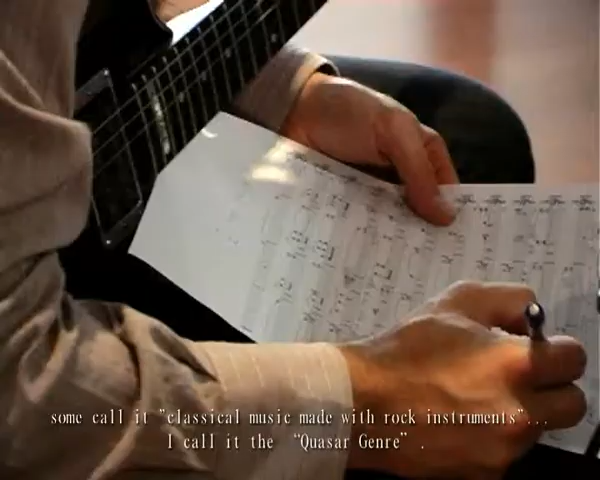 some call it "classical music made with rock instruments"...
I call it the “Quasar Genre” .